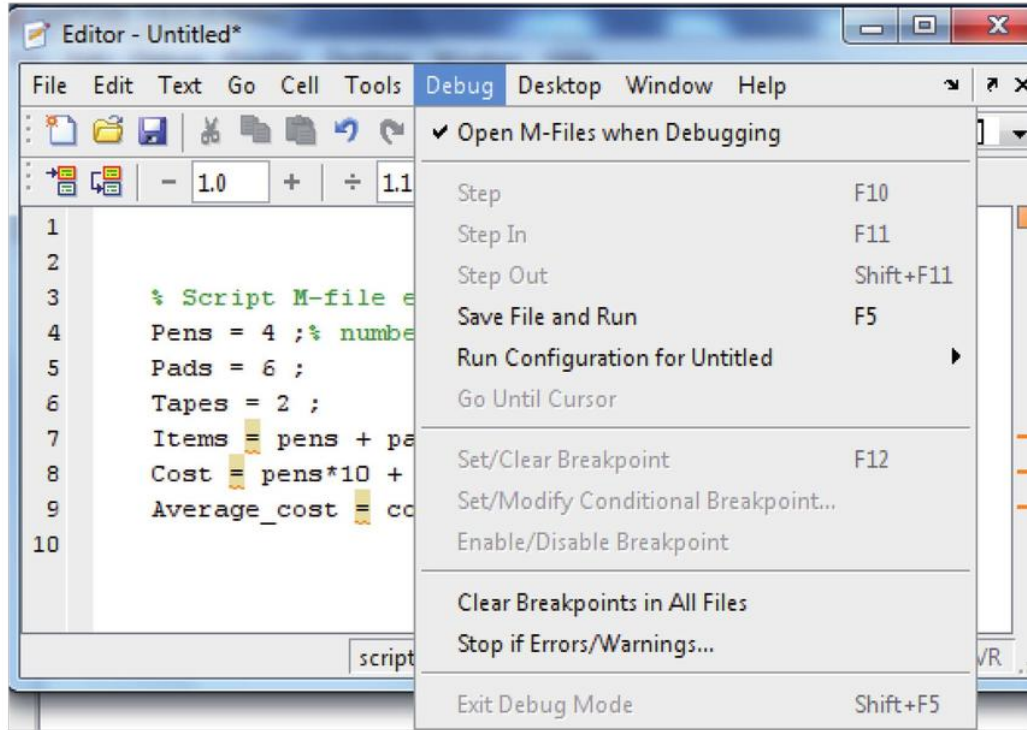 Editor - Untitled*
File Edit Text Go Cell Tools Debug Desktop Window Help
✔ Open M-Files when Debugging
− 1.0 + ÷ 1.1
Step F10
Step In F11
Step Out Shift+F11
Save File and Run F5
Run Configuration for Untitled
Go Until Cursor
Set/Clear Breakpoint F12
Set/Modify Conditional Breakpoint...
Enable/Disable Breakpoint
Clear Breakpoints in All Files
Stop if Errors/Warnings...
Exit Debug Mode Shift+F5
1
2
3 % Script M-file e
4 Pens = 4 ;% numbe
5 Pads = 6 ;
6 Tapes = 2 ;
7 Items = pens + pa
8 Cost = pens*10 +
9 Average_cost = co
10
script
VR